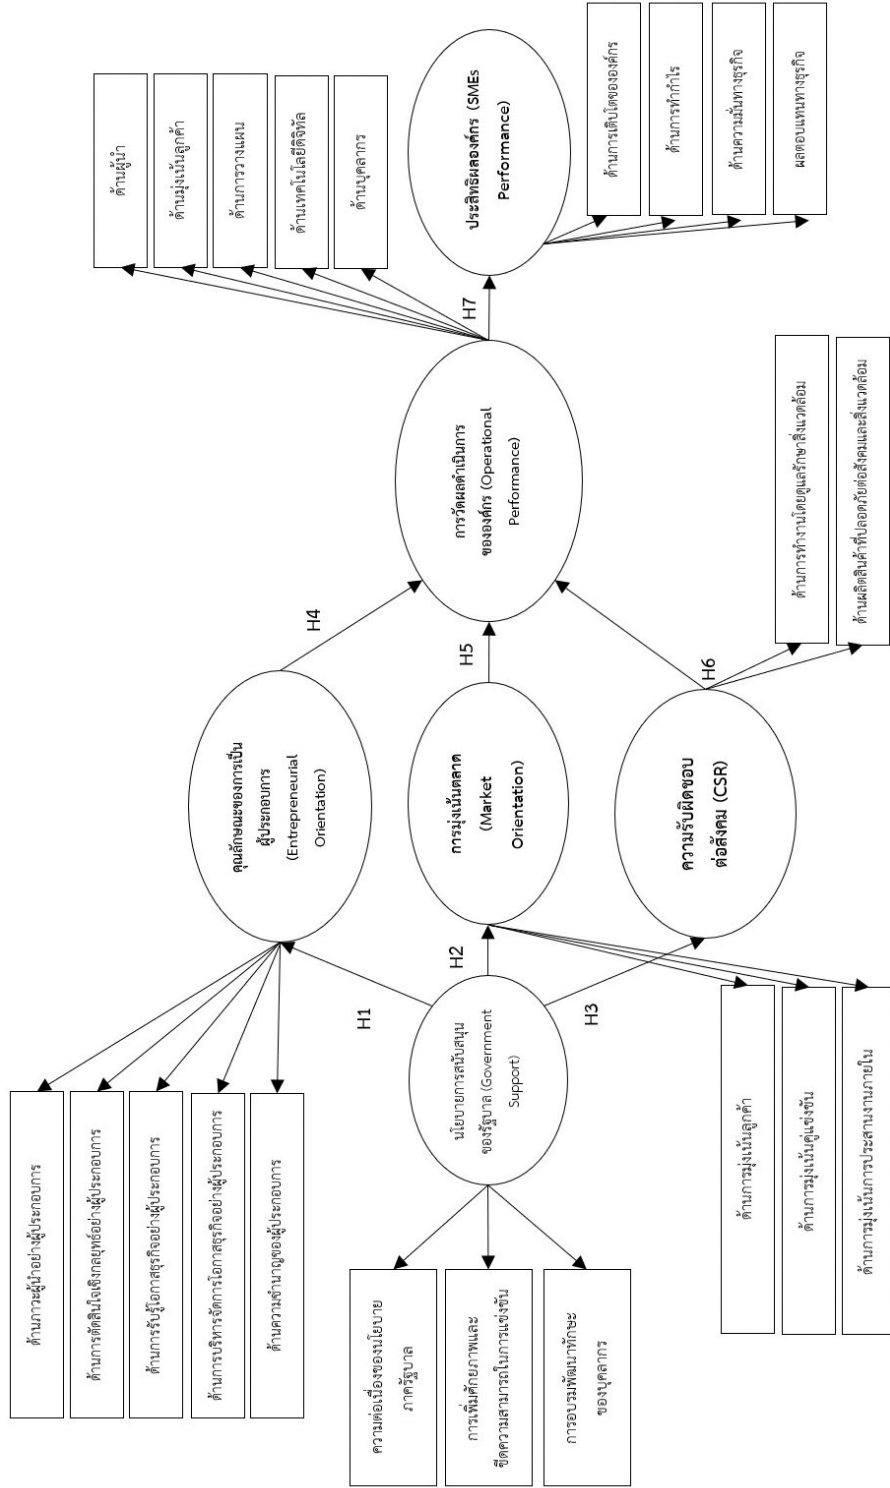 ด้านภาวะผู้นำอย่างผู้ประกอบการ
ด้านการตัดสินใจเชิงกลยุทธ์อย่างผู้ประกอบการ
ด้านการรับรู้โอกาสธุรกิจอย่างผู้ประกอบการ
ด้านการบริหารจัดการโอกาสธุรกิจอย่างผู้ประกอบการ
ด้านความชำนาญของผู้ประกอบการ
ความต่อเนื่องของนโยบาย
ภาครัฐบาล
การเพิ่มศักยภาพและ
ขีดความสามารถในการแข่งขัน
การอบรมพัฒนาทักษะ
ของบุคลากร
นโยบายการสนับสนุน
ของรัฐบาล (Government
Support)
H1
H2
H3
คุณลักษณะของการเป็น
ผู้ประกอบการ
(Entrepreneurial
Orientation)
การมุ่งเน้นตลาด
(Market
Orientation)
ความรับผิดชอบ
ต่อสังคม (CSR)
ด้านการมุ่งเน้นลูกค้า
ด้านการมุ่งเน้นคู่แข่งขัน
ด้านการมุ่งเน้นการประสานงานภายใน
H4
H5
H6
การวัดผลดำเนินการ
ขององค์กร (Operational
Performance)
ด้านการทำงานโดยดูแลรักษาสิ่งแวดล้อม
ด้านผลิตสินค้าที่ปลอดภัยต่อสังคมและสิ่งแวดล้อม
ด้านผู้นำ
ด้านมุ่งเน้นลูกค้า
ด้านการวางแผน
ด้านเทคโนโลยีดิจิทัล
ด้านบุคลากร
H7
ประสิทธิผลองค์กร (SMEs
Performance)
ด้านการเติบโตขององค์กร
ด้านการทำกำไร
ด้านความมั่นทางธุรกิจ
ผลตอบแทนทางธุรกิจ